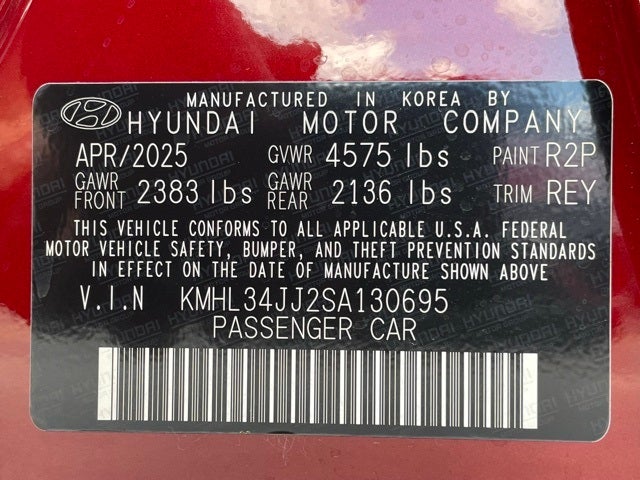 MANUFACTURED IN KOREA BY
HYUNDAI MOTOR COMPANY
APR/2025 GVWR 4575 lbs PAINT R2P
GAWR FRONT 2383 lbs GAWR REAR 2136 lbs TRIM REY
THIS VEHICLE CONFORMS TO ALL APPLICABLE U.S.A. FEDERAL
MOTOR VEHICLE SAFETY, BUMPER, AND THEFT PREVENTION STANDARDS
IN EFFECT ON THE DATE OF MANUFACTURE SHOWN ABOVE
V.I.N KMHL34JJ2SA130695
PASSENGER CAR